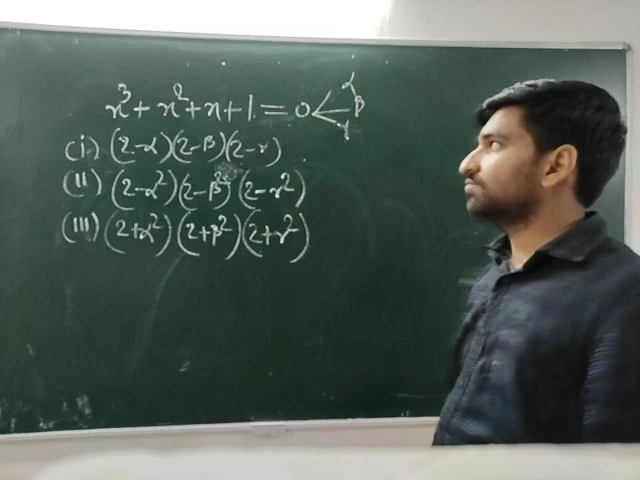 x³ + x² + x + 1 = 0 < α β γ
(i.) (2-α)(2-β)(2-γ)
(ii) (2-α²)(2-β²)(2-γ²)
(iii) (2+α²)(2+β²)(2+γ²)